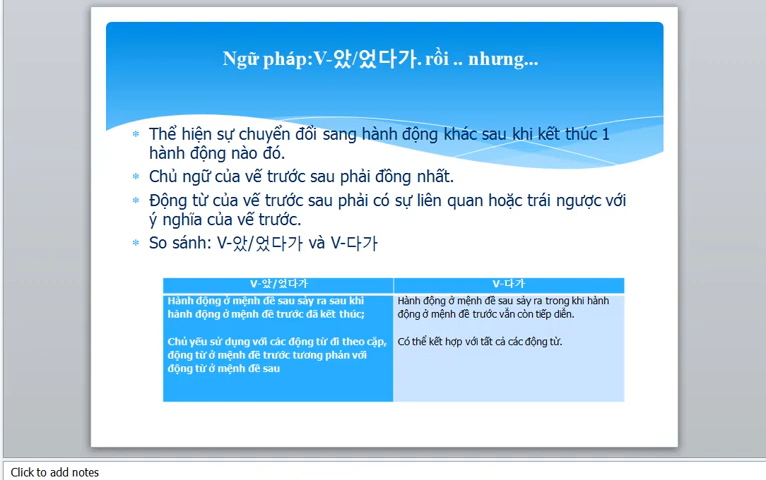 Ngữ pháp:V-았/었다가. rồi .. nhưng...
Thể hiện sự chuyển đổi sang hành động khác sau khi kết thúc 1
hành động nào đó.
Chủ ngữ của vế trước sau phải đồng nhất.
Động từ của vế trước sau phải có sự liên quan hoặc trái ngược với
ý nghĩa của vế trước.
So sánh: V-았/었다가 và V-다가
V-았/었다가
Hành động ở mệnh đề sau sảy ra sau khi
hành động ở mệnh đề trước đã kết thúc;
Chủ yếu sử dụng với các động từ đi theo cặp,
động từ ở mệnh đề trước tương phản với
động từ ở mệnh đề sau
V-다가
Hành động ở mệnh đề sau sảy ra trong khi hành
động ở mệnh đề trước vẫn còn tiếp diễn.
Có thể kết hợp với tất cả các động từ.
Click to add notes